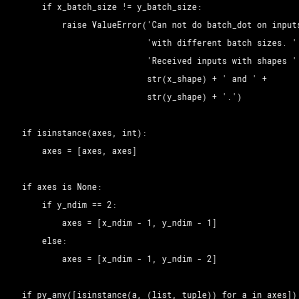 if x_batch_size != y_batch_size:
raise ValueError('Can not do batch_dot on inputs
'with different batch sizes. '
'Received inputs with shapes '
str(x_shape) + ' and ' +
str(y_shape) + '.')
if isinstance(axes, int):
axes = [axes, axes]
if axes is None:
if y_ndim == 2:
axes = [x_ndim - 1, y_ndim - 1]
else:
axes = [x_ndim - 1, y_ndim - 2]
if py_any([isinstance(a, (list, tuple)) for a in axes])